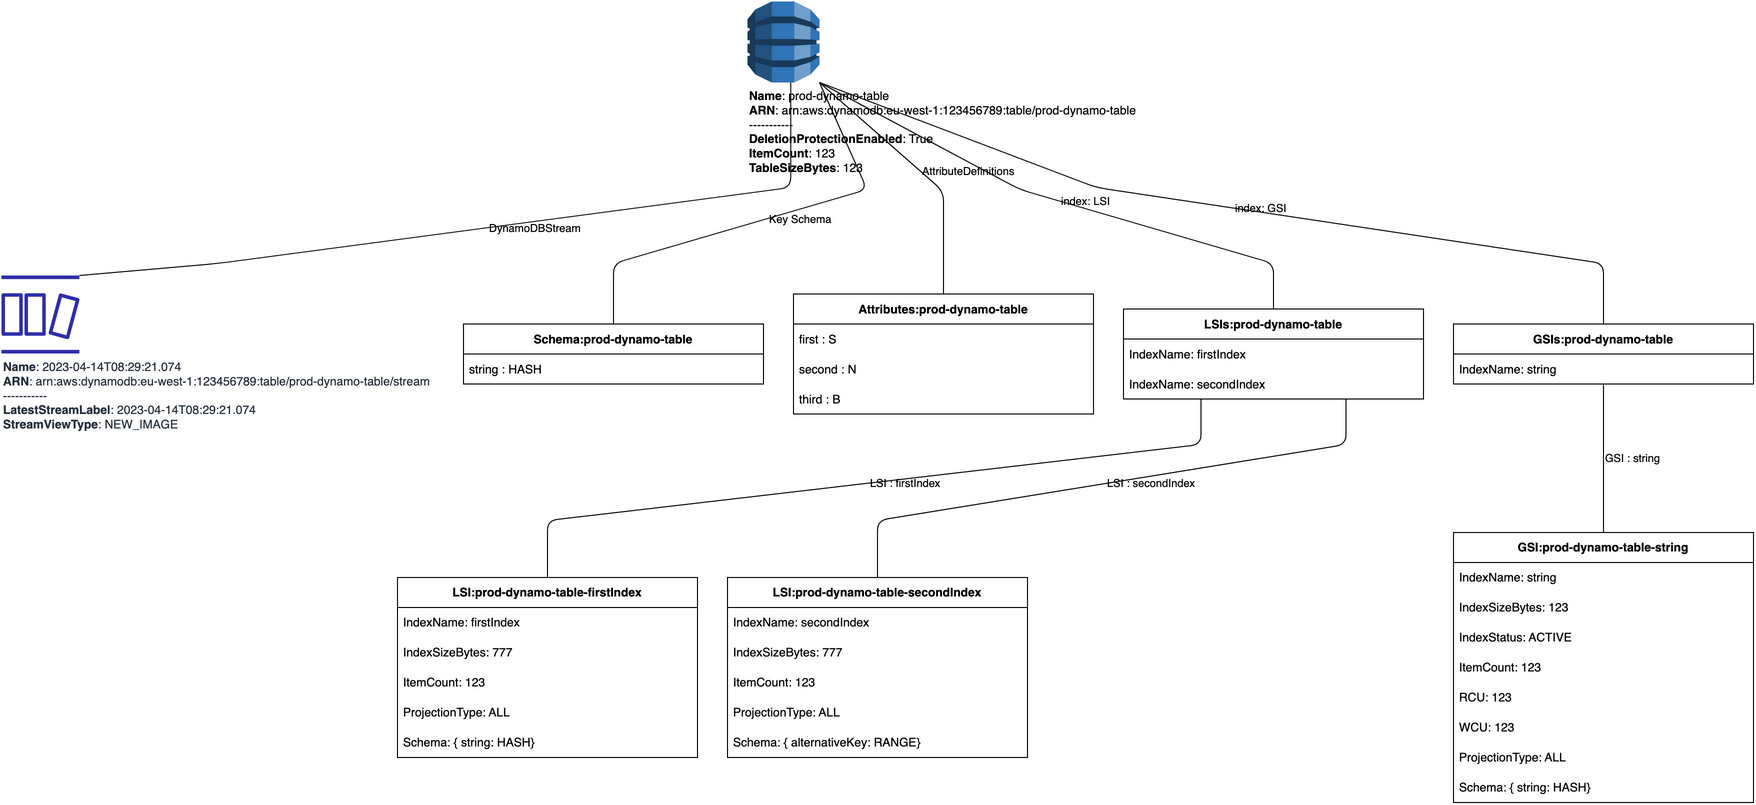 Name: prod-dynamo-table
ARN: arn:aws:dynamodb:eu-west-1:123456789:table/prod-dynamo-table
-----------
DeletionProtectionEnabled: True
ItemCount: 123
TableSizeBytes: 123
DynamoDBStream
Key Schema
AttributeDefinitions
index: LSI
index: GSI
Name: 2023-04-14T08:29:21.074
ARN: arn:aws:dynamodb:eu-west-1:123456789:table/prod-dynamo-table/stream
-----------
LatestStreamLabel: 2023-04-14T08:29:21.074
StreamViewType: NEW_IMAGE
Schema:prod-dynamo-table
string : HASH
Attributes:prod-dynamo-table
first : S
second : N
third : B
LSIs:prod-dynamo-table
IndexName: firstIndex
IndexName: secondIndex
GSIs:prod-dynamo-table
IndexName: string
LSI : firstIndex
LSI : secondIndex
GSI : string
LSI:prod-dynamo-table-firstIndex
IndexName: firstIndex
IndexSizeBytes: 777
ItemCount: 123
ProjectionType: ALL
Schema: { string: HASH}
LSI:prod-dynamo-table-secondIndex
IndexName: secondIndex
IndexSizeBytes: 777
ItemCount: 123
ProjectionType: ALL
Schema: { alternativeKey: RANGE}
GSI:prod-dynamo-table-string
IndexName: string
IndexSizeBytes: 123
IndexStatus: ACTIVE
ItemCount: 123
RCU: 123
WCU: 123
ProjectionType: ALL
Schema: { string: HASH}